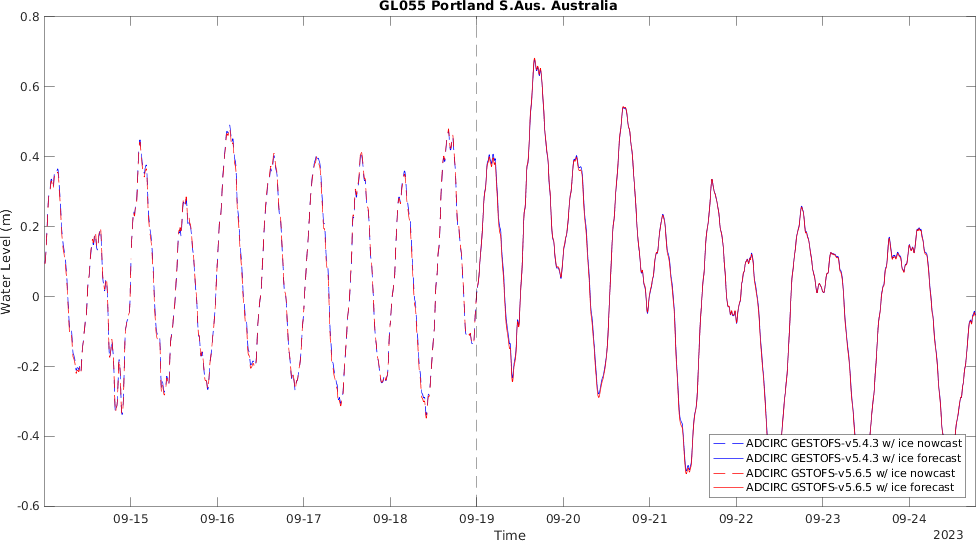 GL055 Portland S.Aus. Australia
0.8
0.6
0.4
0.2
0
-0.2
-0.4
-0.6
Water Level (m)
ADCIRC GESTOFS-v5.4.3 w/ ice nowcast
ADCIRC GESTOFS-v5.4.3 w/ ice forecast
ADCIRC GSTOFS-v5.6.5 w/ ice nowcast
ADCIRC GSTOFS-v5.6.5 w/ ice forecast
09-15 09-16 09-17 09-18 09-19 09-20 09-21 09-22 09-23 09-24
Time
2023